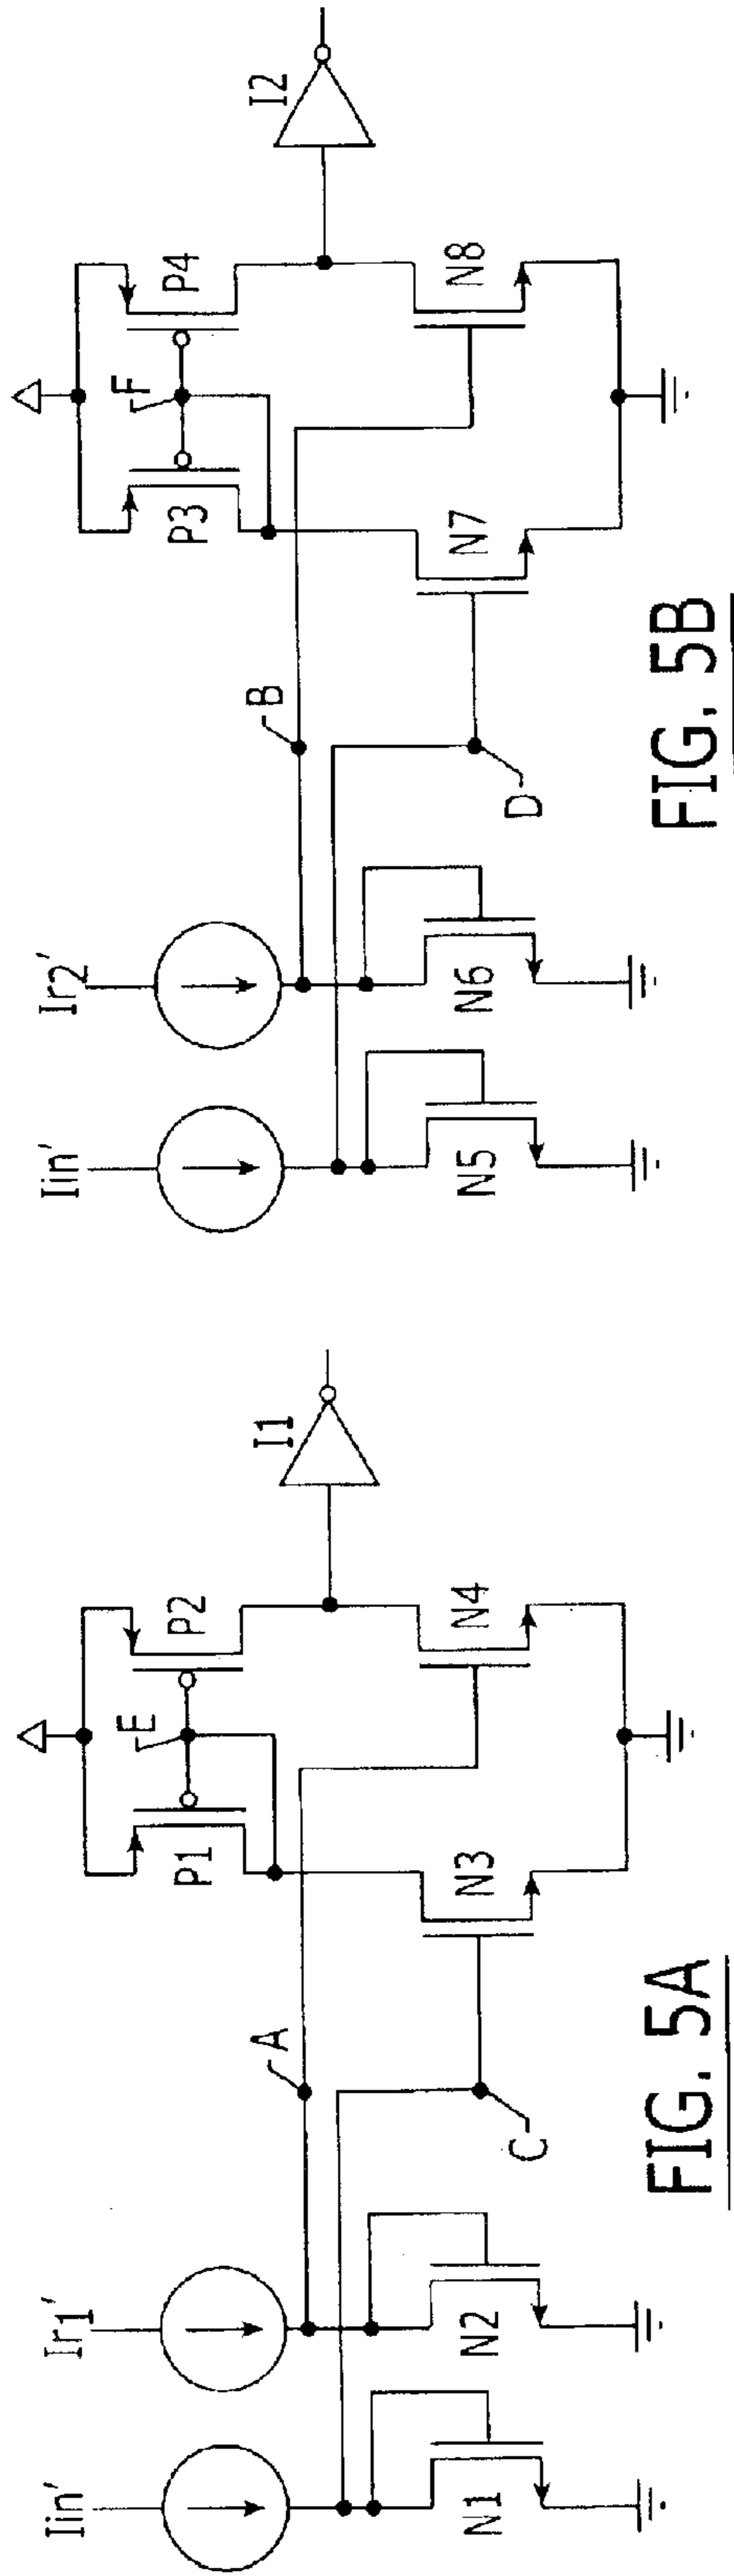 Iin′
Ir1′
N1
N2
A
C
P1
E
P2
N3
N4
I1
FIG. 5A
Iin′
Ir2′
N5
N6
B
D
P3
F
P4
N7
N8
I2
FIG. 5B